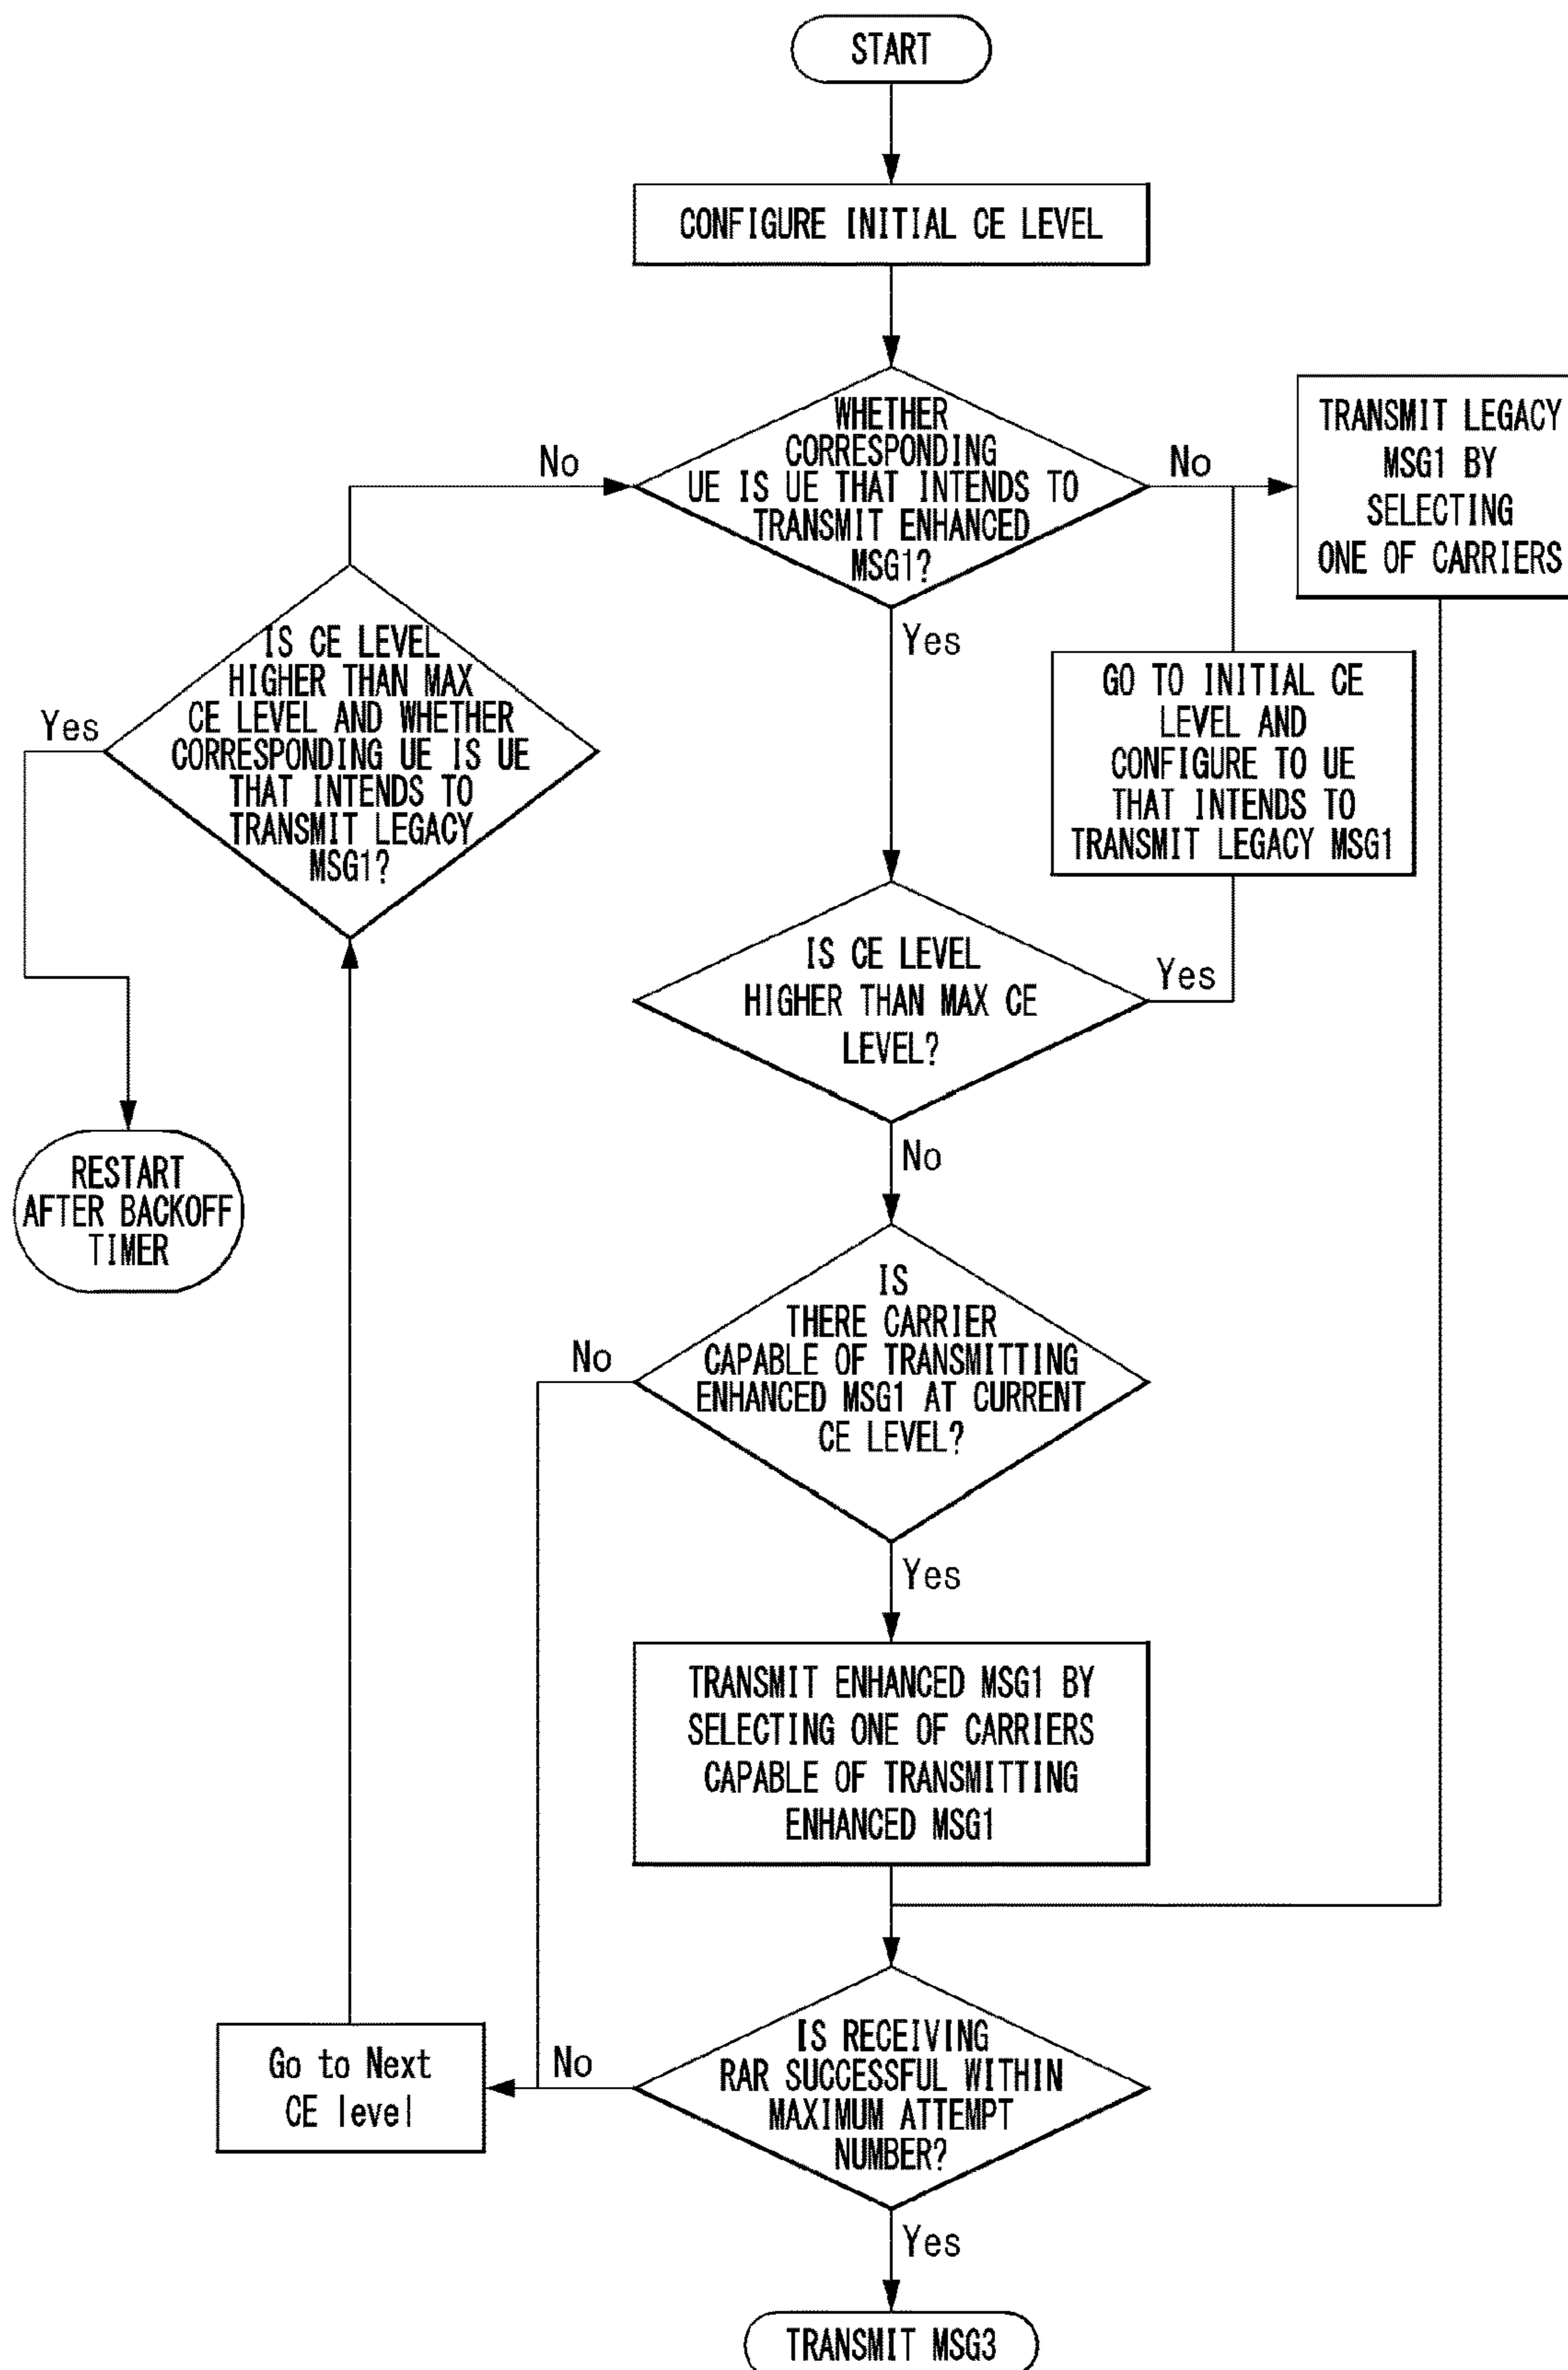 START
CONFIGURE INITIAL CE LEVEL
WHETHER
CORRESPONDING
UE IS UE THAT INTENDS TO
TRANSMIT ENHANCED
MSG1?
No
No
Yes
TRANSMIT LEGACY
MSG1 BY
SELECTING
ONE OF CARRIERS
IS CE LEVEL
HIGHER THAN MAX
CE LEVEL AND WHETHER
CORRESPONDING UE IS UE
THAT INTENDS TO
TRANSMIT LEGACY
MSG1?
Yes
GO TO INITIAL CE
LEVEL AND
CONFIGURE TO UE
THAT INTENDS TO
TRANSMIT LEGACY MSG1
IS CE LEVEL
HIGHER THAN MAX CE
LEVEL?
Yes
No
RESTART
AFTER BACKOFF
TIMER
IS
THERE CARRIER
CAPABLE OF TRANSMITTING
ENHANCED MSG1 AT CURRENT
CE LEVEL?
No
Yes
TRANSMIT ENHANCED MSG1 BY
SELECTING ONE OF CARRIERS
CAPABLE OF TRANSMITTING
ENHANCED MSG1
IS RECEIVING
RAR SUCCESSFUL WITHIN
MAXIMUM ATTEMPT
NUMBER?
No
Go to Next
CE level
Yes
TRANSMIT MSG3